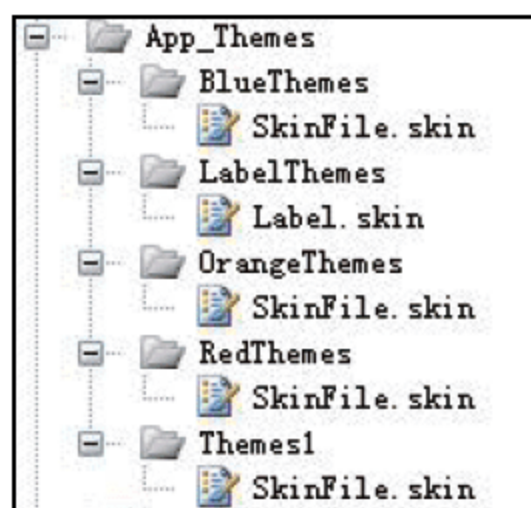 App_Themes
BlueThemes
SkinFile.skin
LabelThemes
Label.skin
OrangeThemes
SkinFile.skin
RedThemes
SkinFile.skin
Themes1
SkinFile.skin